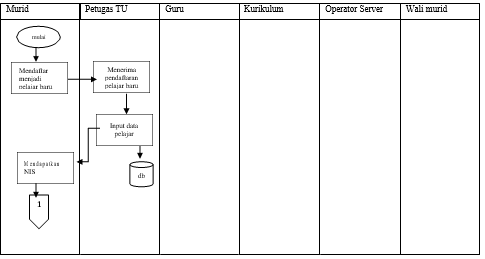 Murid Petugas TU Guru Kurikulum Operator Server Wali murid
mulai
Mendaftar
menjadi
pelajar baru
Menerima
pendaftaran
pelajar baru
Input data
pelajar
Mendapatkan
NIS
db
1